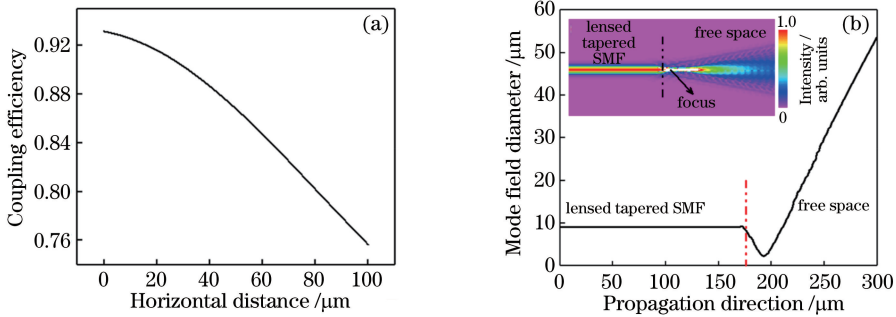 (a)
Coupling efficiency
0.92
0.88
0.84
0.80
0.76
0
20
40
60
80
100
Horizontal distance /μm
(b)
Mode field diameter /μm
60
50
40
30
20
10
0
lensed
tapered
SMF
free space
focus
1.0
0
Intensity /
arb. units
lensed tapered SMF
free space
0
50
100
150
200
250
300
Propagation direction /μm